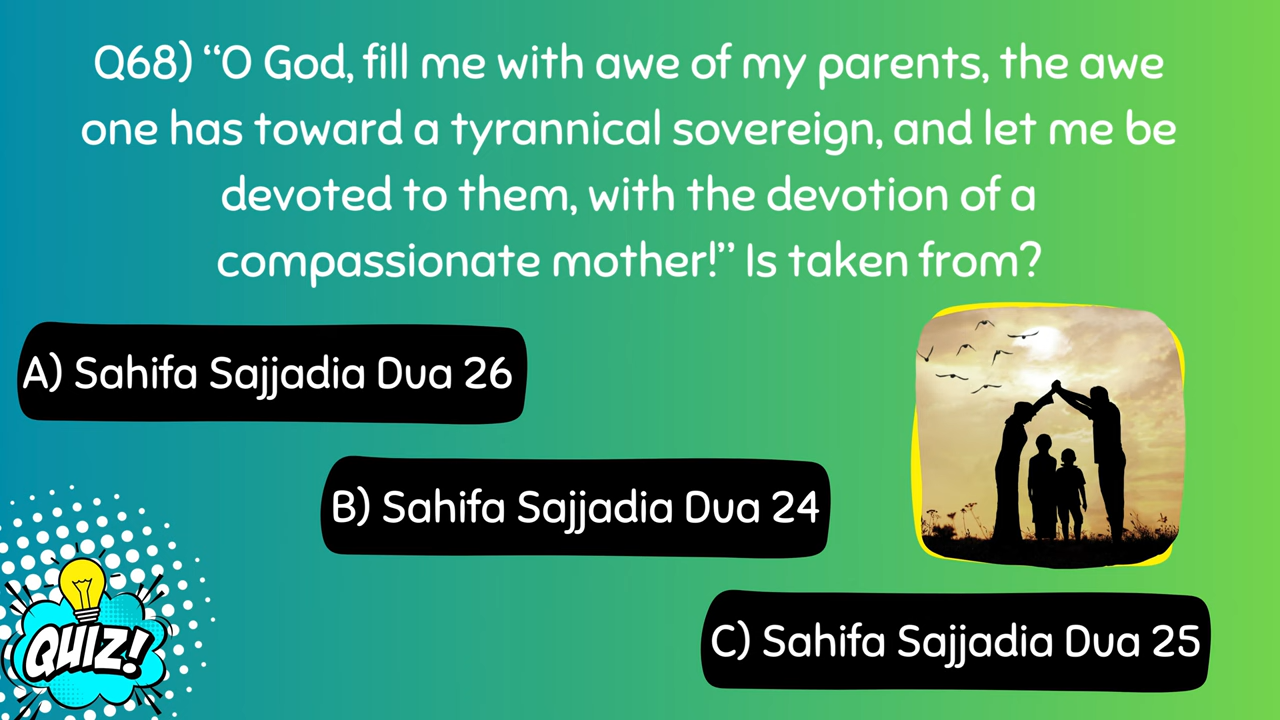 Q68) “O God, fill me with awe of my parents, the awe
one has toward a tyrannical sovereign, and let me be
devoted to them, with the devotion of a
compassionate mother!” Is taken from?
A) Sahifa Sajjadia Dua 26
B) Sahifa Sajjadia Dua 24
C) Sahifa Sajjadia Dua 25
QUIZ!